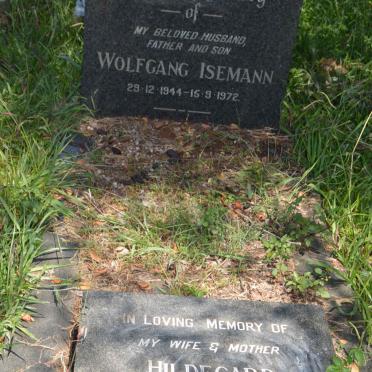 of
MY BELOVED HUSBAND,
FATHER AND SON
WOLFGANG ISEMANN
29·12·1944-15·9·1972
IN LOVING MEMORY OF
MY WIFE & MOTHER
HILDEGARD